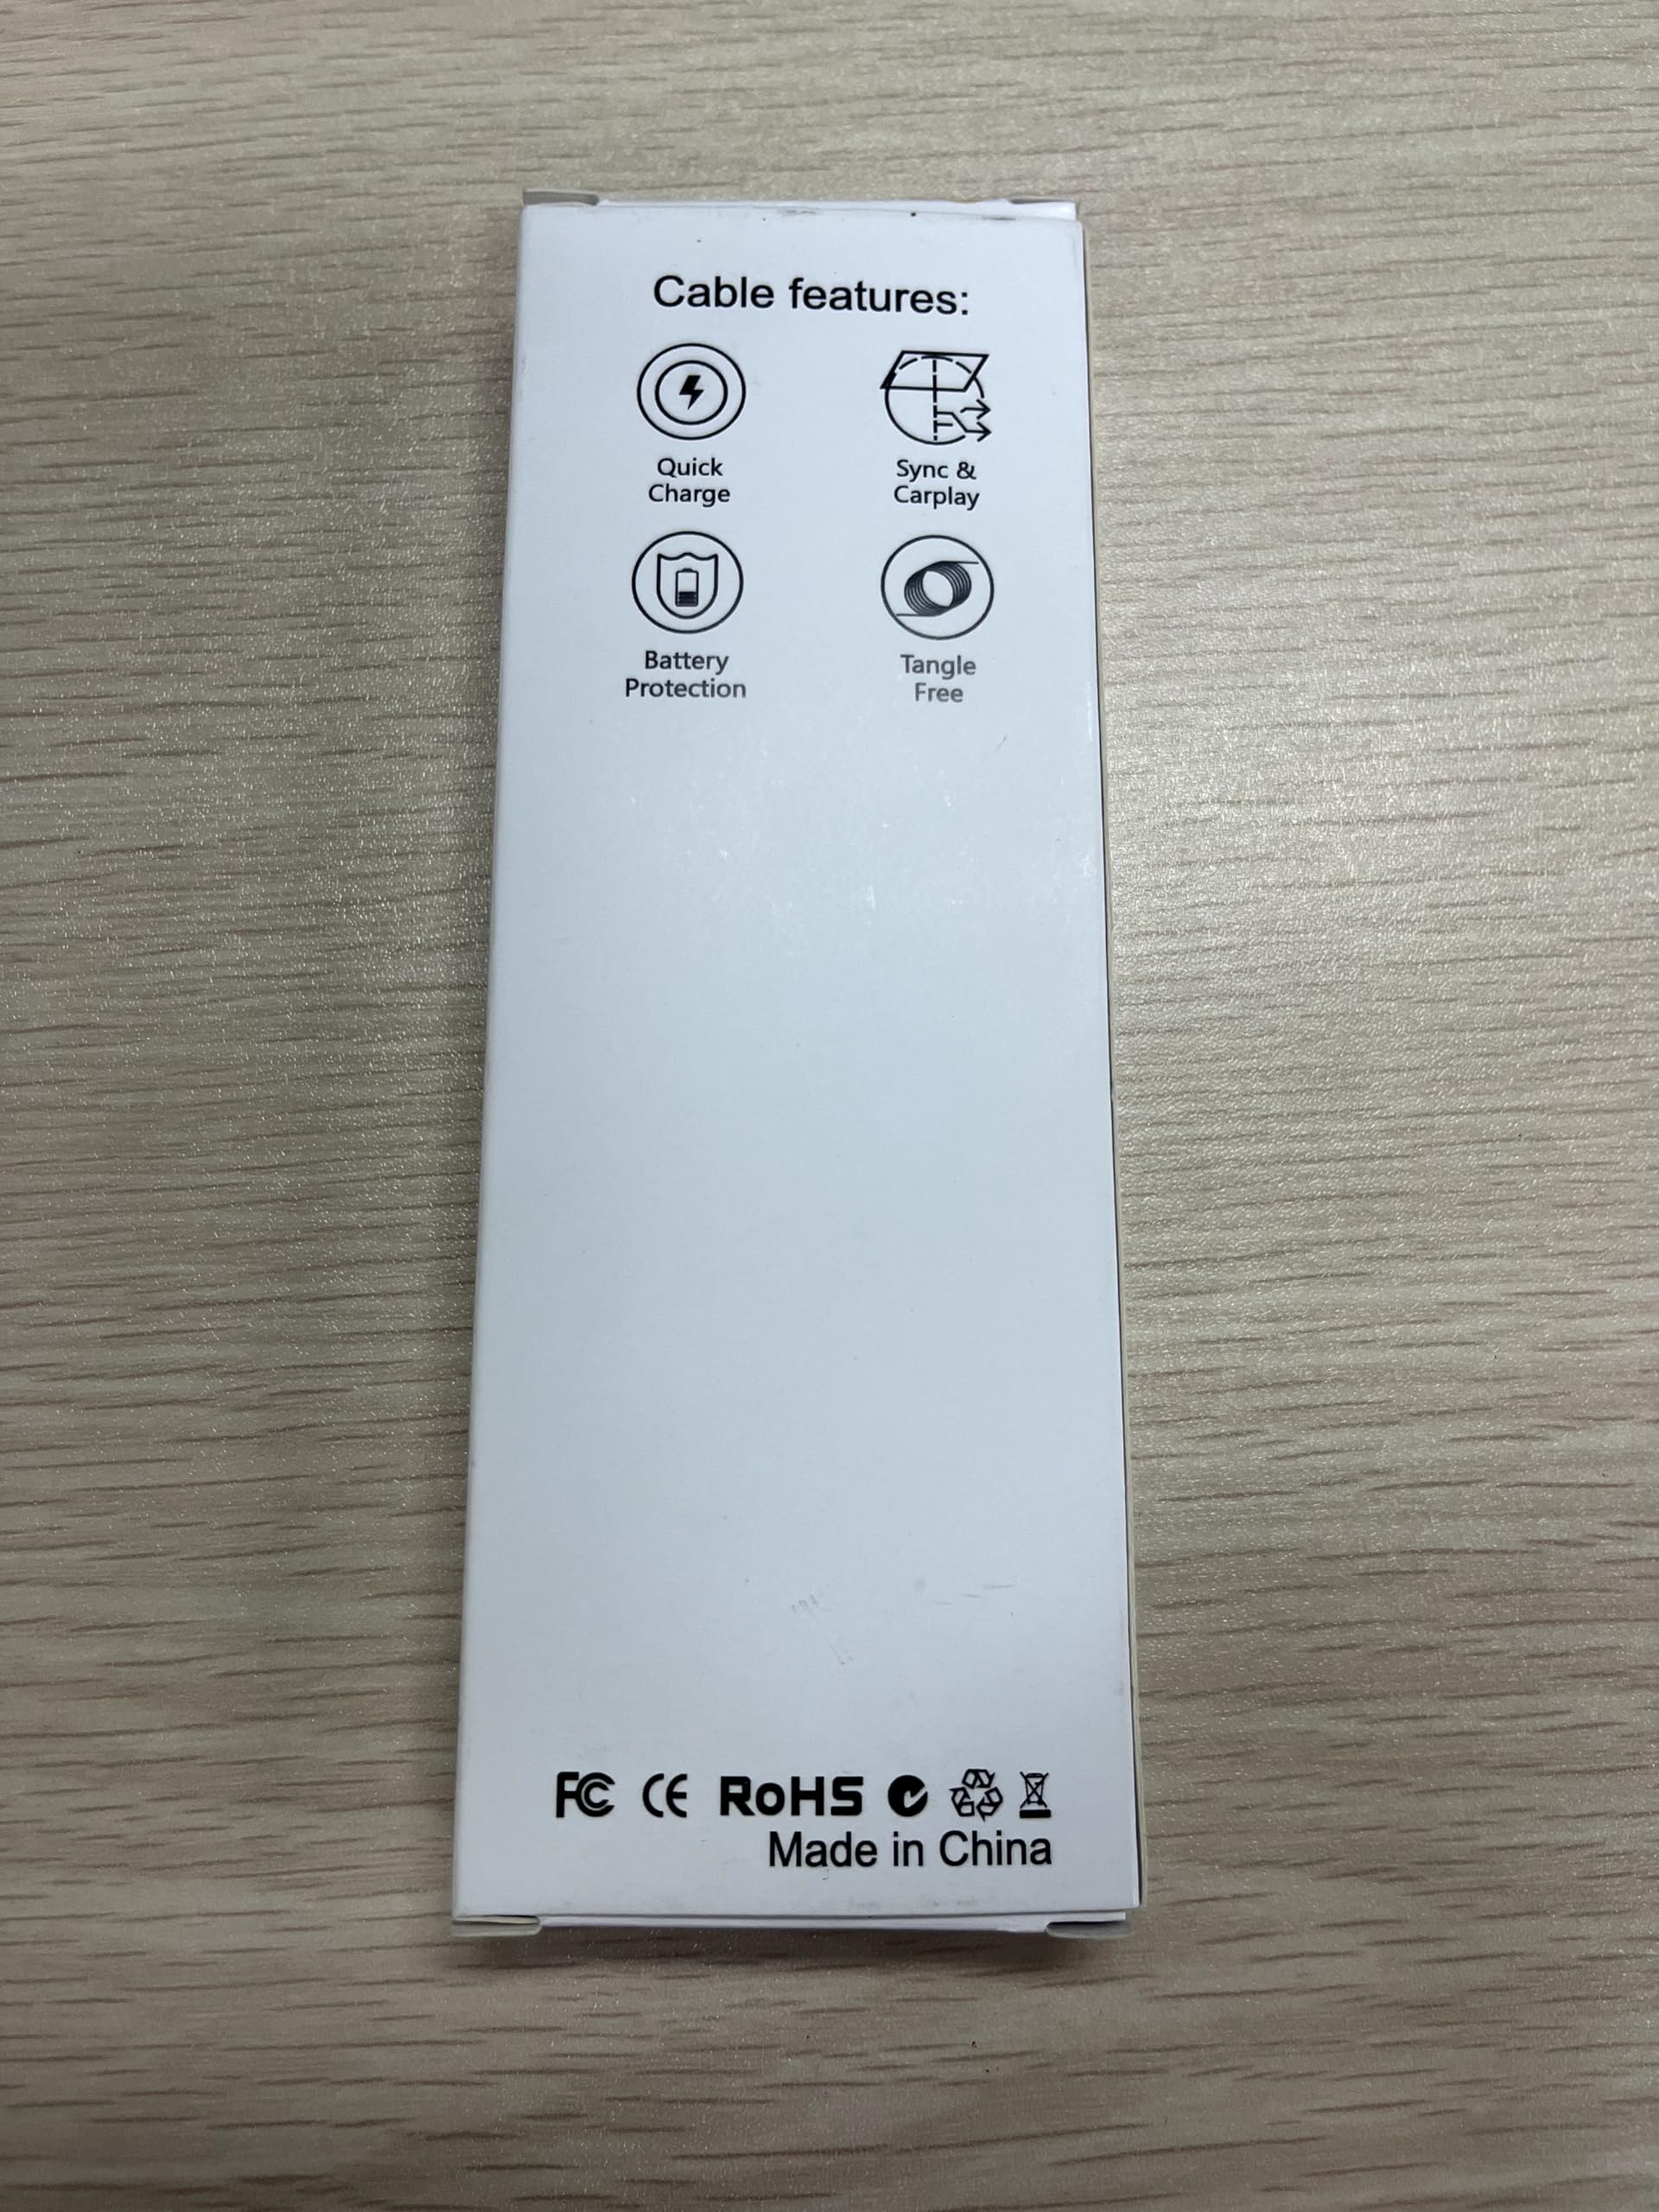 Cable features:
Quick
Charge
Sync &
Carplay
Battery
Protection
Tangle
Free
FC CE RoHS
Made in China